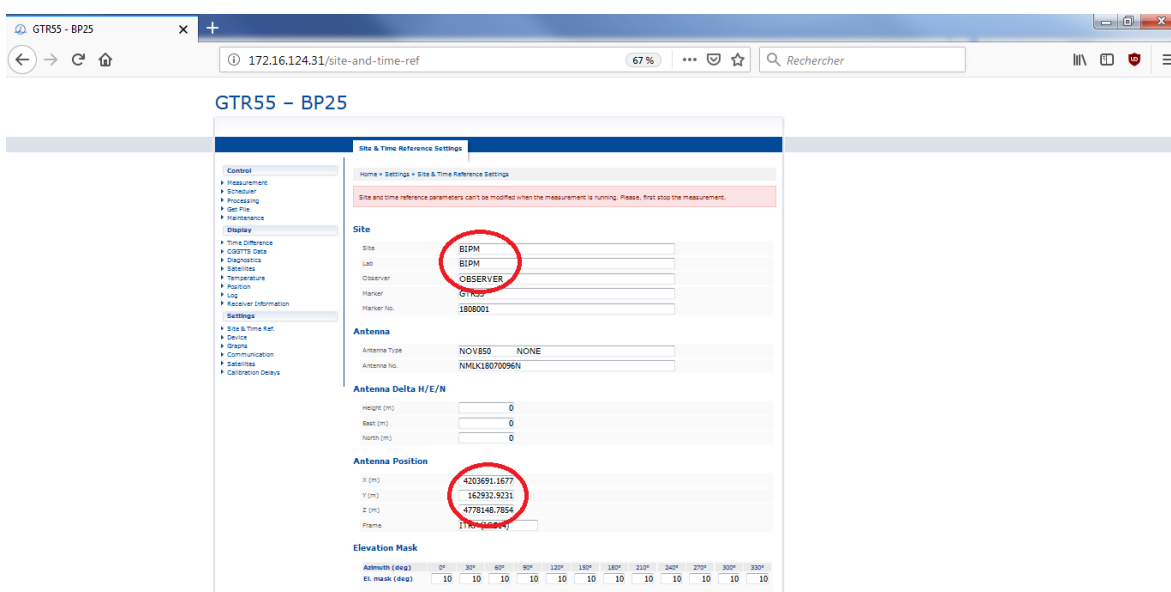 GTR55 - BP25
172.16.124.31/site-and-time-ref
67 %
Rechercher
GTR55 – BP25
Site & Time Reference Settings
Control
Measurement
Scheduler
Processing
Get File
Maintenance
Display
Time Difference
CGGTTS Data
Diagnostics
Satellites
Temperature
Position
Log
Receiver Information
Settings
Site & Time Ref.
Device
Graphs
Communication
Satellites
Calibration Delays
Home » Settings » Site & Time Reference Settings
Site and time reference parameters can't be modified when the measurement is running. Please, first stop the measurement.
Site
Site BIPM
Lab BIPM
Observer OBSERVER
Marker GTR55
Marker No. 1808001
Antenna
Antenna Type NOV850 NONE
Antenna No. NMLK18070096N
Antenna Delta H/E/N
Height (m) 0
East (m) 0
North (m) 0
Antenna Position
X (m) 4203691.1677
Y (m) 162932.9231
Z (m) 4778148.7854
Frame
Elevation Mask
Azimuth (deg) 0° 30° 60° 90° 120° 150° 180° 210° 240° 270° 300° 330°
El. mask (deg) 10 10 10 10 10 10 10 10 10 10 10 10